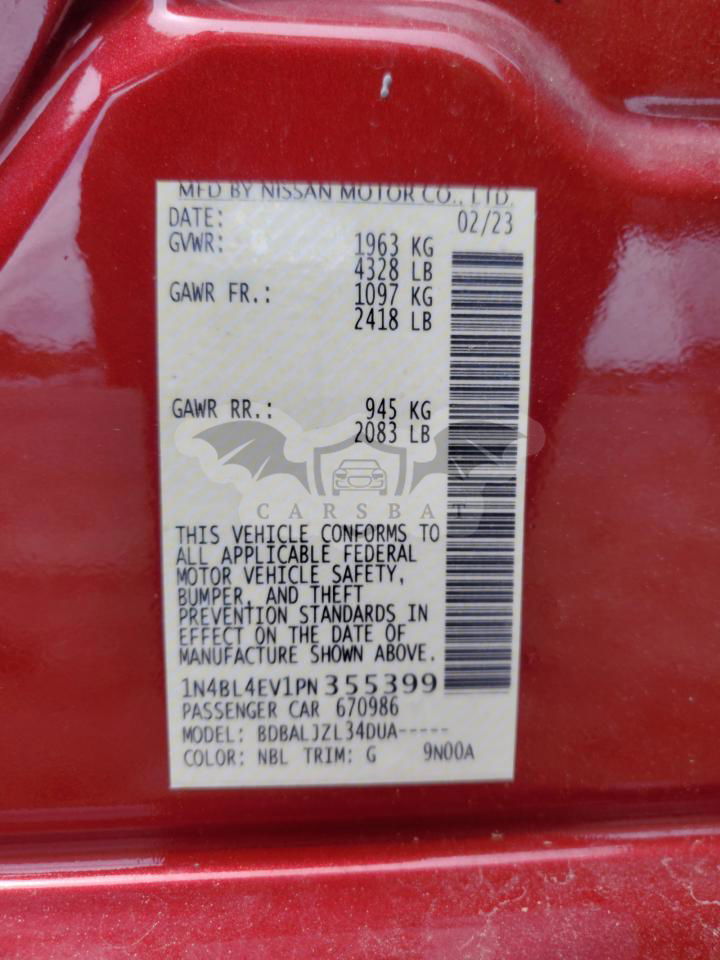 MFD BY NISSAN MOTOR CO., LTD.
DATE: 02/23
GVWR: 1963 KG
4328 LB
GAWR FR.: 1097 KG
2418 LB
GAWR RR.: 945 KG
2083 LB
CARSBAT
THIS VEHICLE CONFORMS TO
ALL APPLICABLE FEDERAL
MOTOR VEHICLE SAFETY,
BUMPER, AND THEFT
PREVENTION STANDARDS IN
EFFECT ON THE DATE OF
MANUFACTURE SHOWN ABOVE.
1N4BL4EV1PN355399
PASSENGER CAR 670986
MODEL: BDBALJZL34DUA-----
COLOR: NBL TRIM: G 9N00A